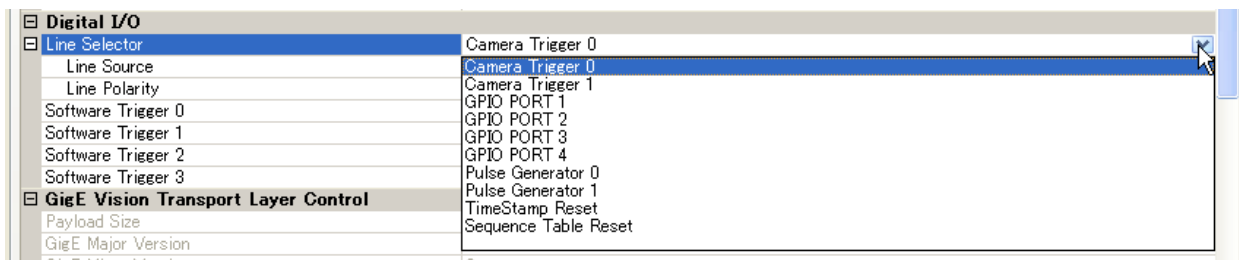 Digital I/O
Line Selector Camera Trigger 0
Line Source Camera Trigger 0
Camera Trigger 1
Line Polarity
GPIO PORT 1
Software Trigger 0 GPIO PORT 2
Software Trigger 1 GPIO PORT 3
Software Trigger 2 GPIO PORT 4
Software Trigger 3 Pulse Generator 0
Pulse Generator 1
GigE Vision Transport Layer Control
TimeStamp Reset
Payload Size Sequence Table Reset
GigE Major Version